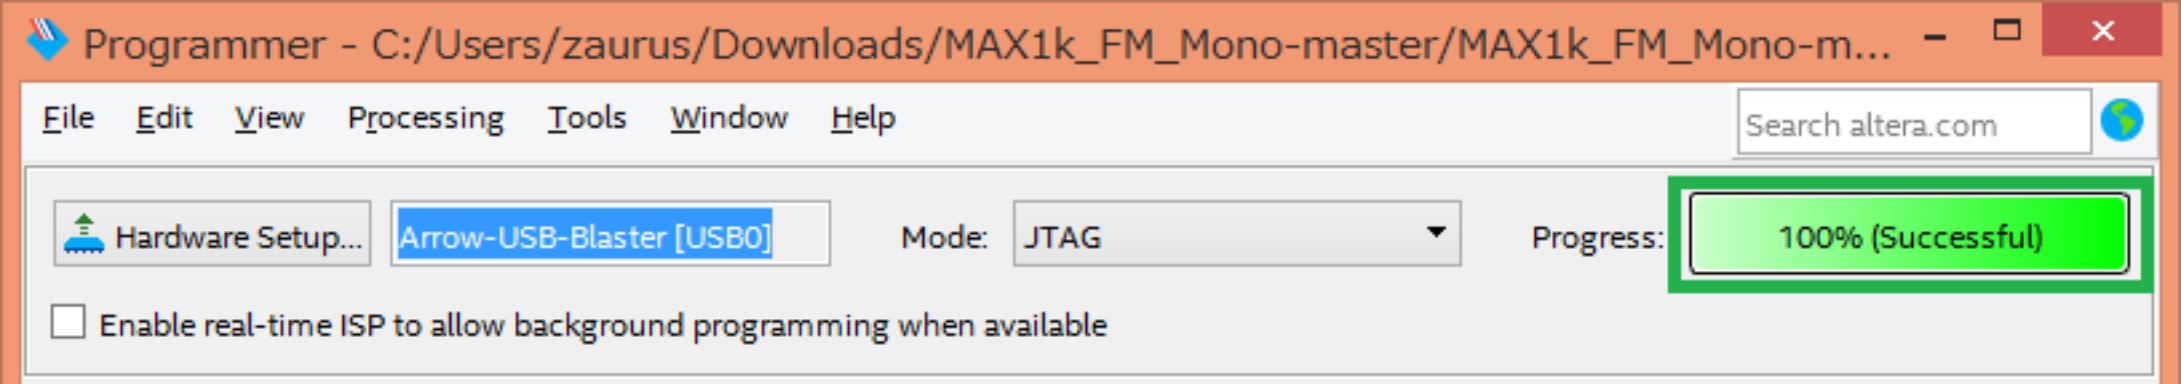 Programmer - C:/Users/zaurus/Downloads/MAX1k_FM_Mono-master/MAX1k_FM_Mono-m...
File Edit View Processing Tools Window Help Search altera.com
Hardware Setup... Arrow-USB-Blaster [USB0] Mode: JTAG Progress: 100% (Successful)
Enable real-time ISP to allow background programming when available